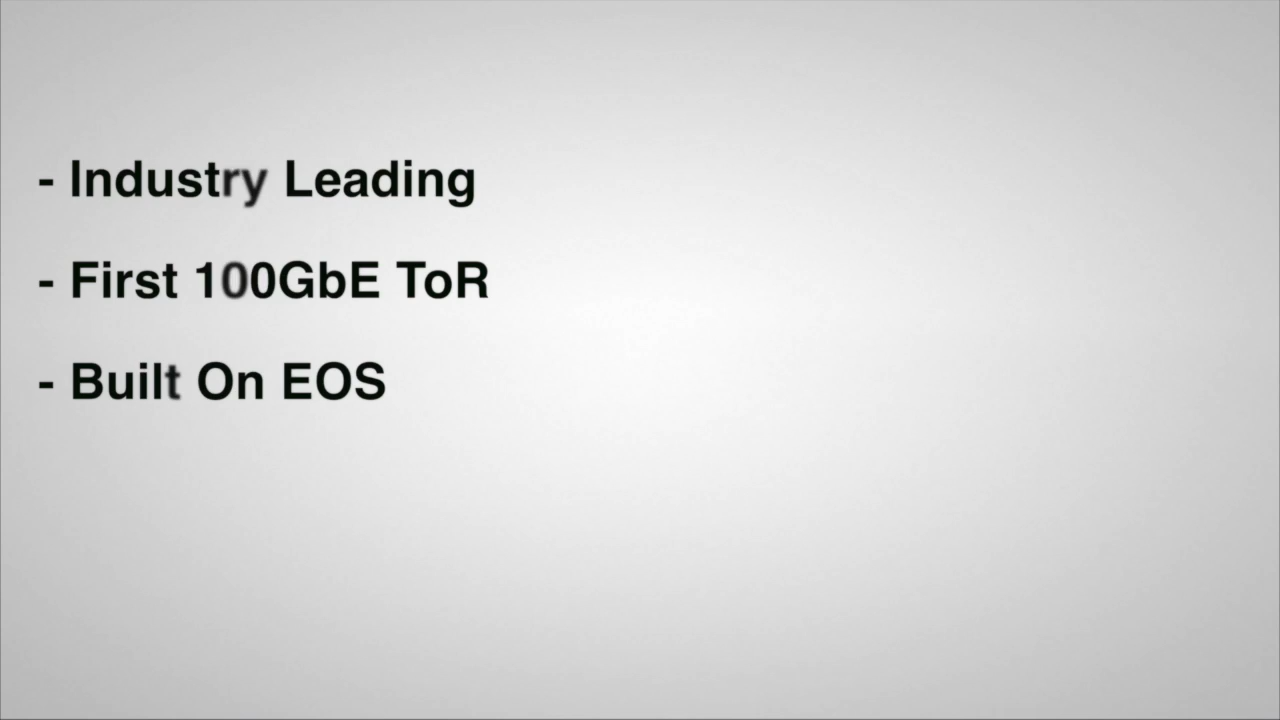 - Industry Leading
- First 100GbE ToR
- Built On EOS